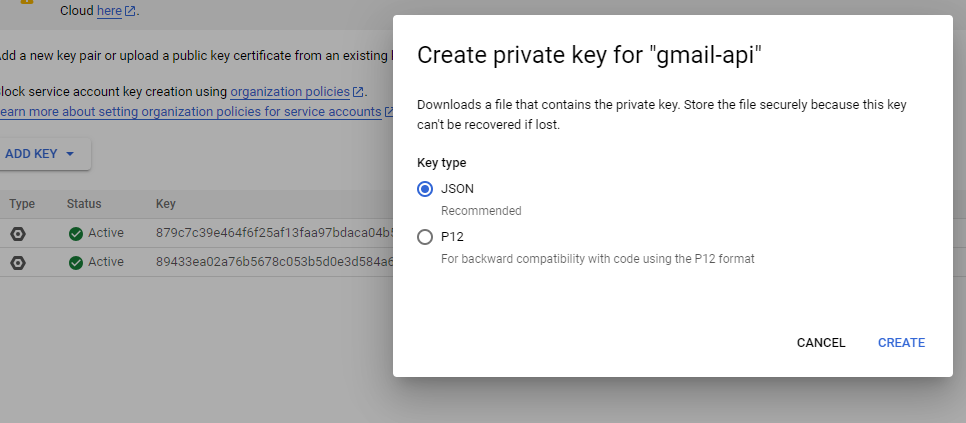 Cloud here.
dd a new key pair or upload a public key certificate from an existing
lock service account key creation using organization policies.
earn more about setting organization policies for service accounts
ADD KEY
Type Status Key
Active 879c7c39e464f6f25af13faa97bdaca04b
Active 89433ea02a76b5678c053b5d0e3d584a6
Create private key for "gmail-api"
Downloads a file that contains the private key. Store the file securely because this key
can't be recovered if lost.
Key type
JSON
Recommended
P12
For backward compatibility with code using the P12 format
CANCEL CREATE